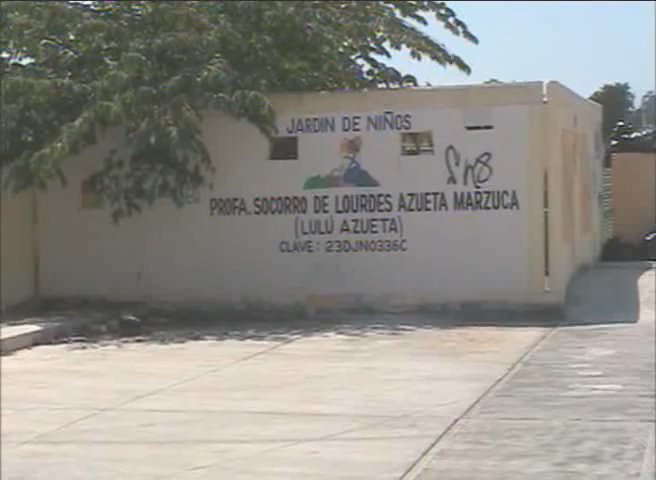 JARDIN DE NIÑOS
PROFA. SOCORRO DE LOURDES AZUETA MARZUCA
(LULÚ AZUETA)
CLAVE: 23DJN0336C